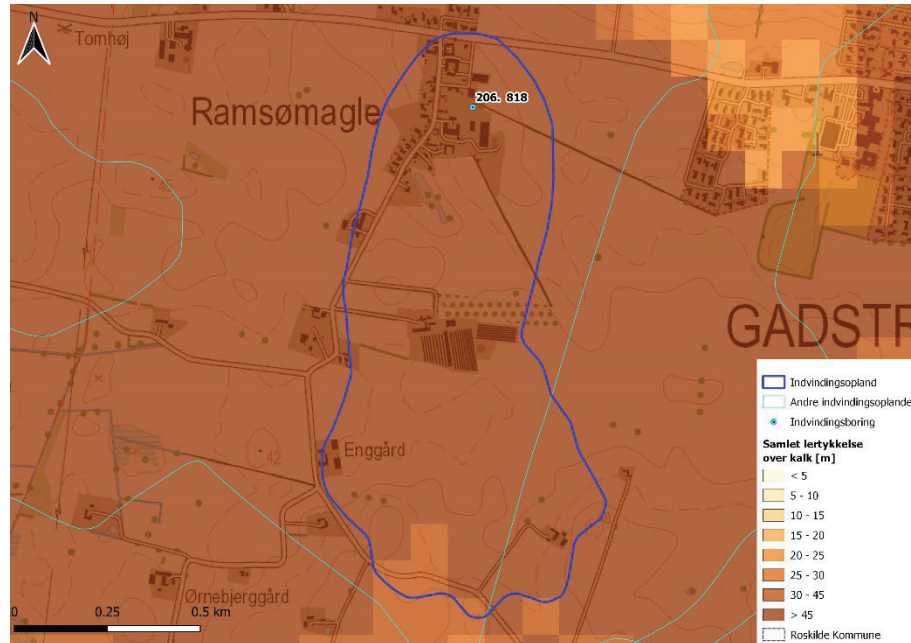 N
Tornhøj
206. 818
Ramsømagle
GADSTR
Enggård
42
Ørnebjerggård
0 0.25 0.5 km
Indvindingsopland
Andre indvindingsoplande
Indvindingsboring
Samlet lertykkelse
over kalk [m]
< 5
5 - 10
10 - 15
15 - 20
20 - 25
25 - 30
30 - 45
> 45
Roskilde Kommune